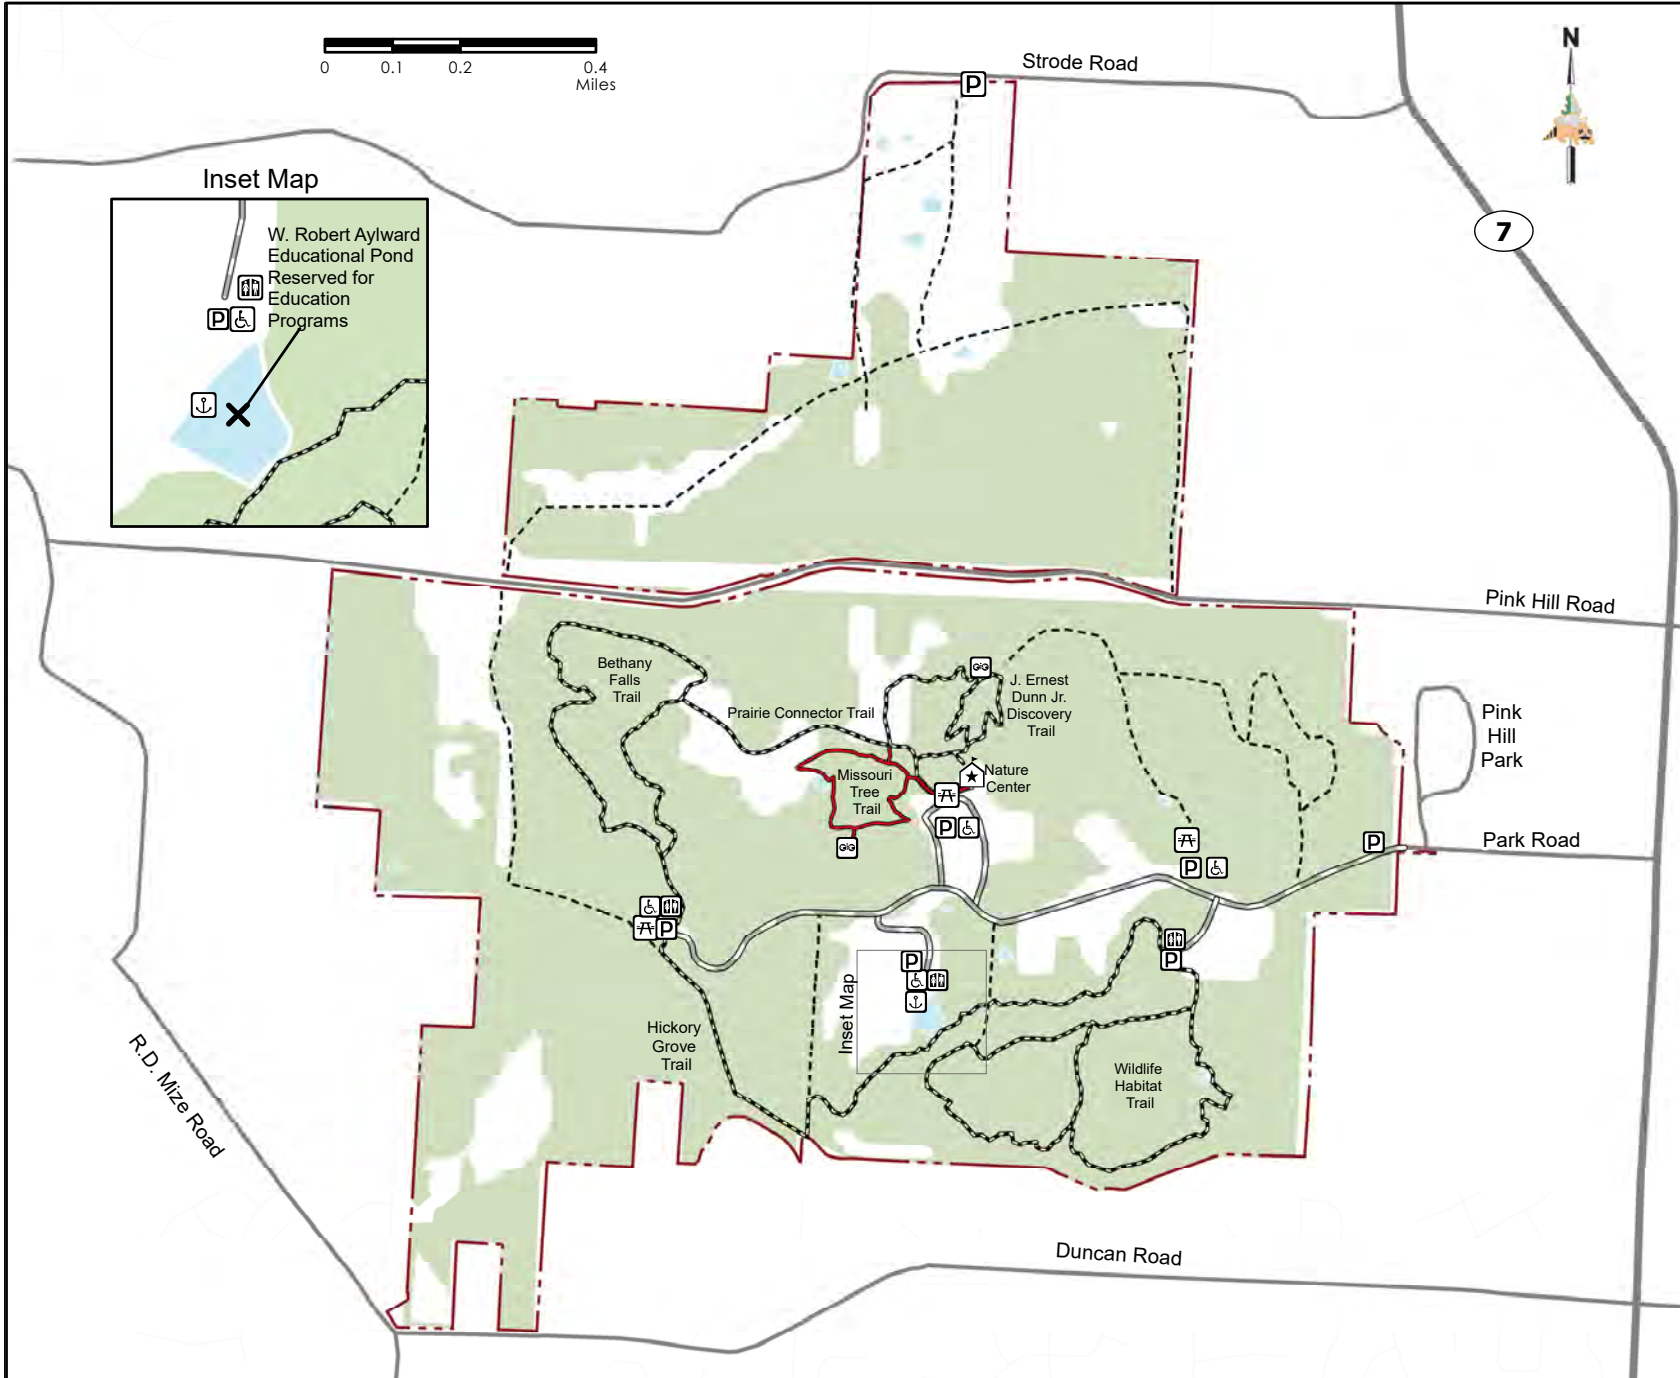 0
0.1
0.2
0.4
Miles
Strode Road
N
7
Inset Map
W. Robert Aylward
Educational Pond
Reserved for
Education
Programs
P
P
Pink Hill Road
Bethany
Falls
Trail
Prairie Connector Trail
J. Ernest
Dunn Jr.
Discovery
Trail
Pink
Hill
Park
Missouri
Tree
Trail
Nature
Center
P
P
P
Park Road
P
P
P
Inset Map
Hickory
Grove
Trail
Wildlife
Habitat
Trail
R.D. Mize Road
Duncan Road